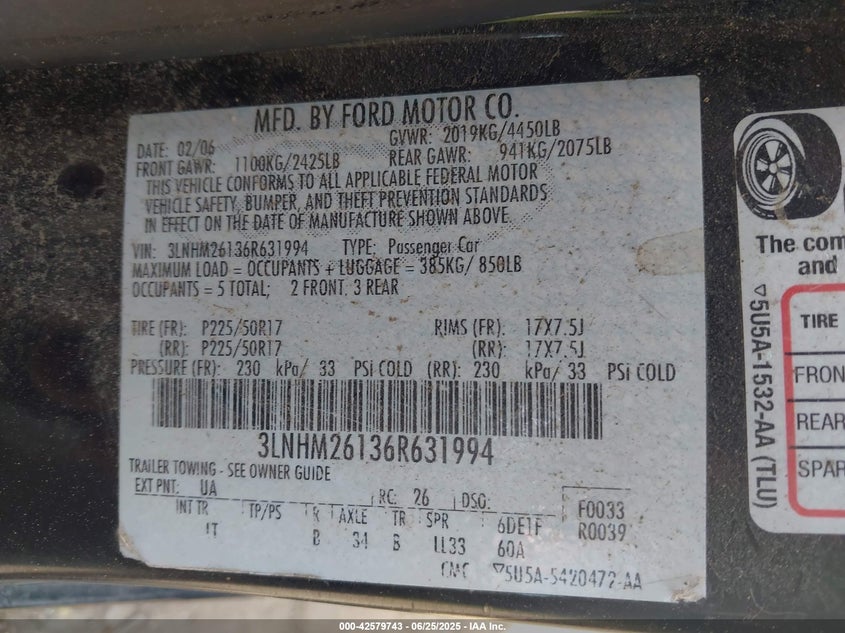 MFD. BY FORD MOTOR CO.
DATE: 02/06 GVWR: 2019KG/4450LB
FRONT GAWR: 1100KG/2425LB REAR GAWR: 941KG/2075LB
THIS VEHICLE CONFORMS TO ALL APPLICABLE FEDERAL MOTOR
VEHICLE SAFETY, BUMPER, AND THEFT PREVENTION STANDARDS
IN EFFECT ON THE DATE OF MANUFACTURE SHOWN ABOVE.
VIN: 3LNHM26136R631994 TYPE: Passenger Car
MAXIMUM LOAD = OCCUPANTS + LUGGAGE = 385KG/ 850LB
OCCUPANTS = 5 TOTAL; 2 FRONT, 3 REAR
TIRE (FR): P225/50R17 RIMS (FR): 17X7.5J
(RR): P225/50R17 (RR): 17X7.5J
PRESSURE (FR): 230 kPa/ 33 PSI COLD (RR): 230 kPa/ 33 PSI COLD
3LNHM26136R631994
TRAILER TOWING - SEE OWNER GUIDE
EXT PNT: UA RC: 26 DSO: F0033
INT TR TP/PS R AXLE TR SPR 6DE1F R0039
IT B 34 B LL33 60A
CMC ▽5U5A-5420472-AA
The com
and
TIRE
FRON
REAR
SPAR
▽5U5A-1532-AA (TLU)
000-42579743 / 06/25/2025 - IAA Inc.